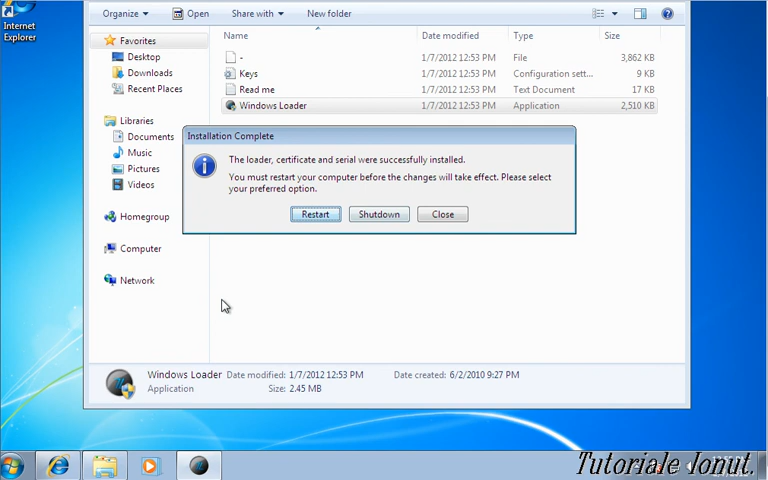 Organize Open Share with New folder
Internet
Explorer
Name Date modified Type Size
Favorites
Desktop
Downloads
Recent Places
Libraries
Documents
Music
Pictures
Videos
Homegroup
Computer
Network
- 1/7/2012 12:53 PM File 3,862 KB
Keys 1/7/2012 12:53 PM Configuration sett... 9 KB
Read me 1/7/2012 12:53 PM Text Document 17 KB
Windows Loader 1/7/2012 12:53 PM Application 2,510 KB
Installation Complete
The loader, certificate and serial were successfully installed.
You must restart your computer before the changes will take effect. Please select
your preferred option.
Restart Shutdown Close
Windows Loader Date modified: 1/7/2012 12:53 PM Date created: 6/2/2010 9:27 PM
Application Size: 2.45 MB
Tutoriale Ionut.